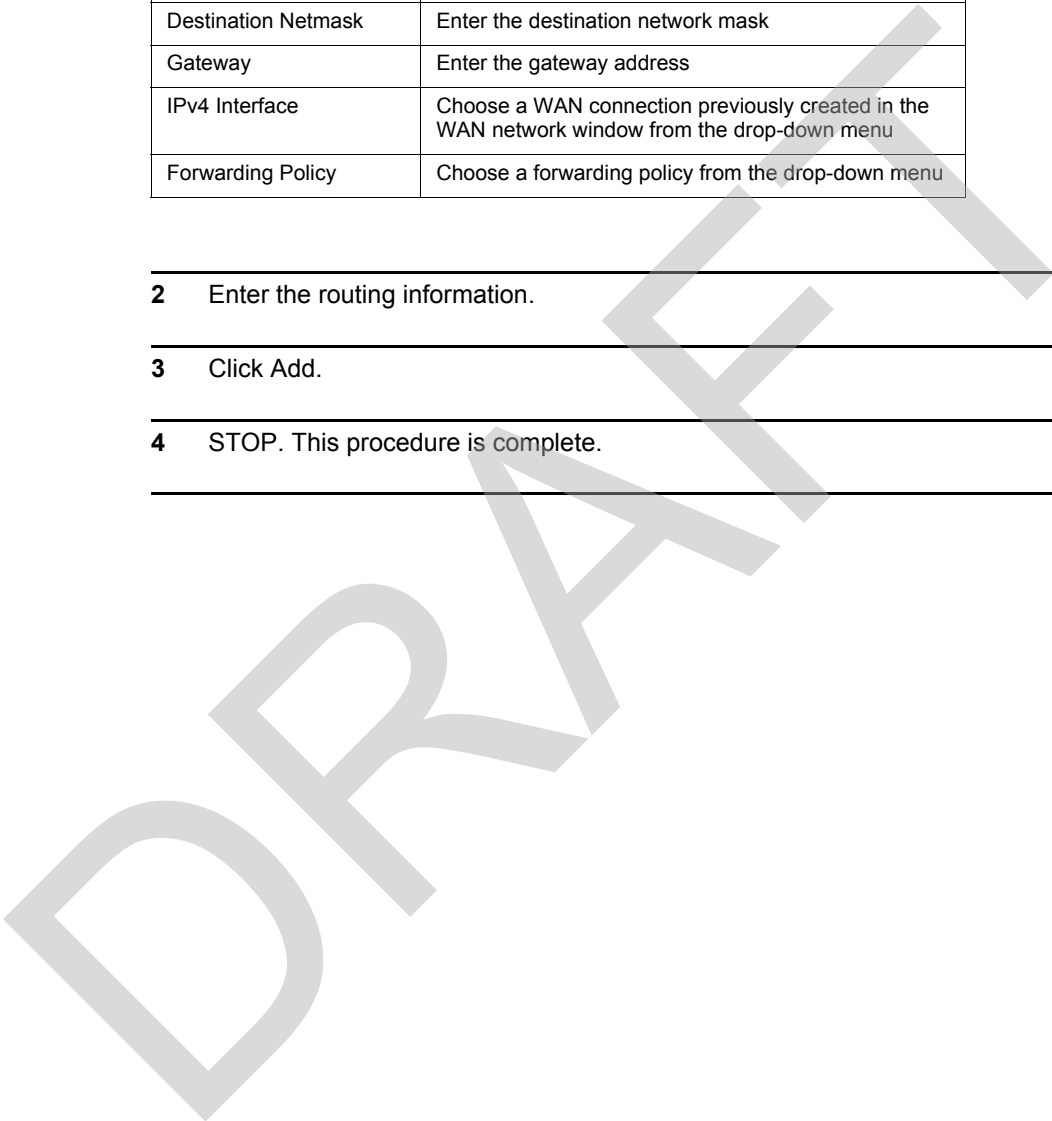 Destination Netmask Enter the destination network mask
Gateway Enter the gateway address
IPv4 Interface Choose a WAN connection previously created in the
WAN network window from the drop-down menu
Forwarding Policy Choose a forwarding policy from the drop-down menu
2 Enter the routing information.
3 Click Add.
4 STOP. This procedure is complete.
DRAFT